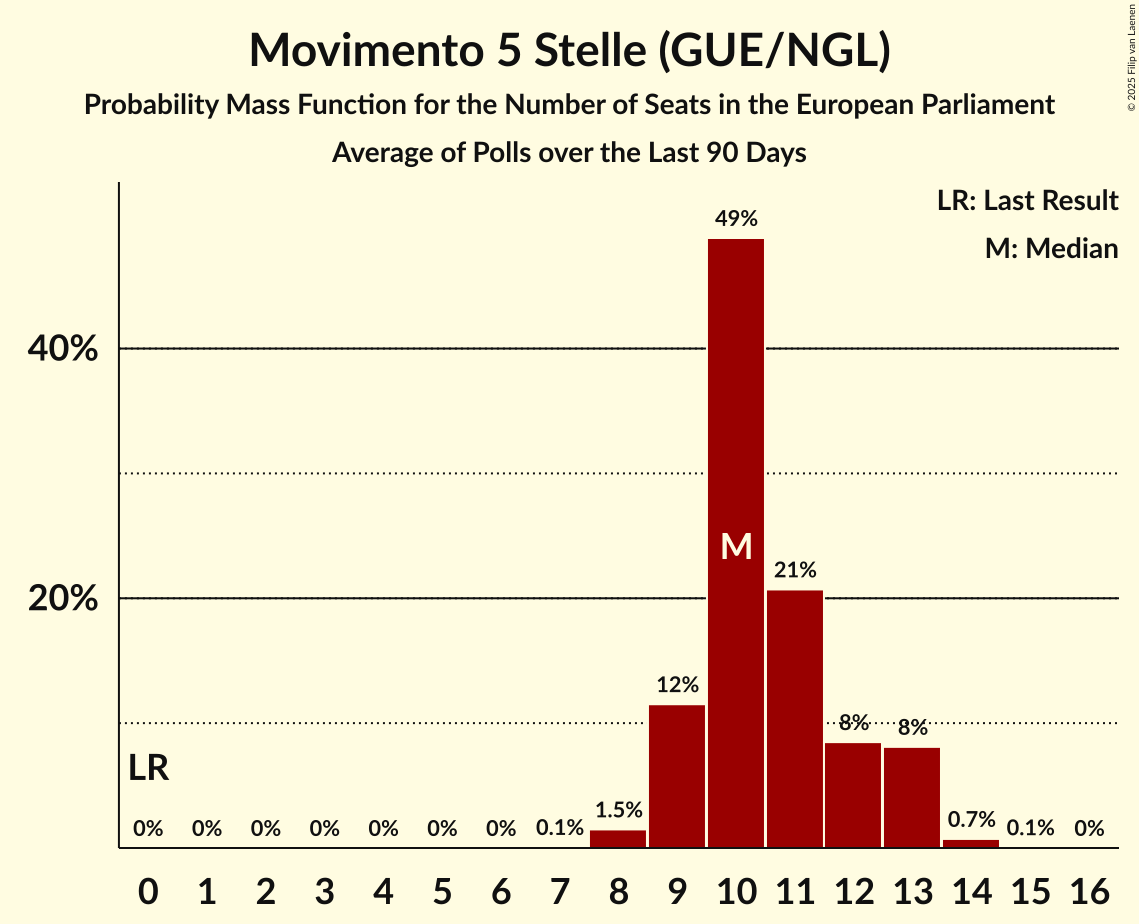 Movimento 5 Stelle (GUE/NGL)
Probability Mass Function for the Number of Seats in the European Parliament
Average of Polls over the Last 90 Days
© 2025 Filip van Laenen
LR: Last Result
M: Median
49%
40%
M
21%
20%
12%
8%
8%
LR
0%
0%
0%
0%
0%
0%
0%
0.1%
1.5%
0.7%
0.1%
0%
0 1 2 3 4 5 6 7 8 9 10 11 12 13 14 15 16